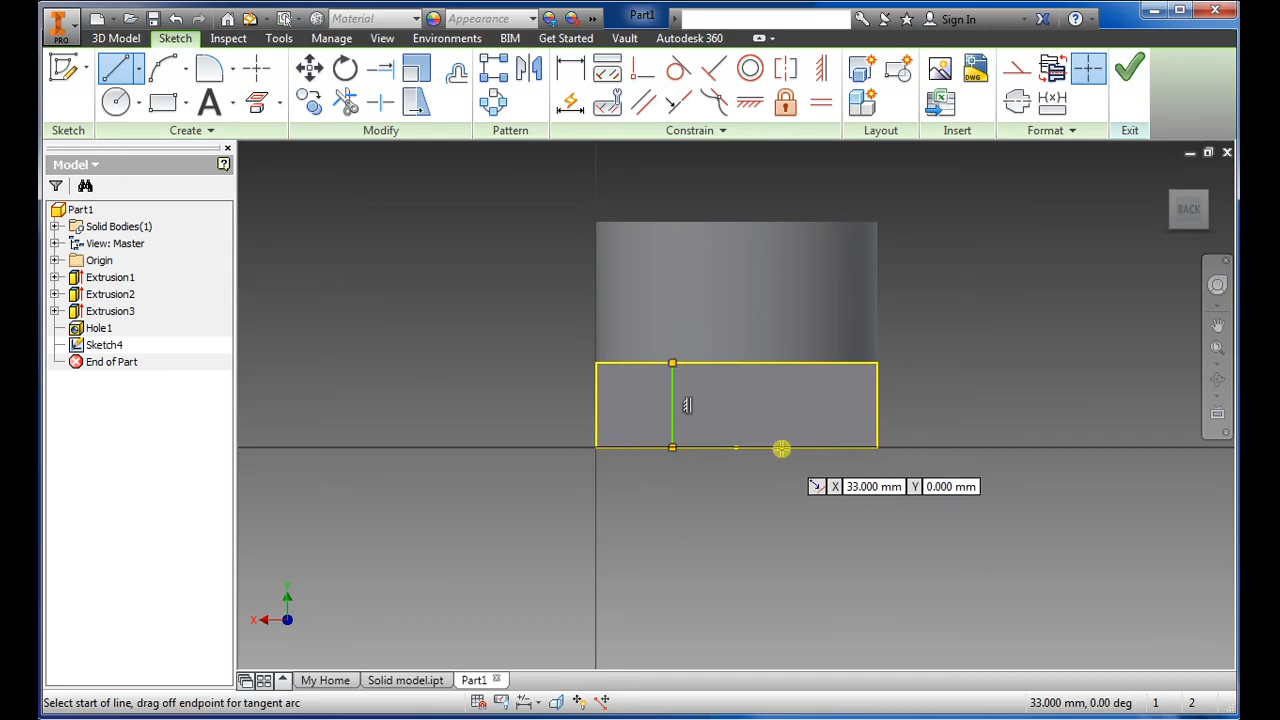 Material
Appearance
Part1
Sign In
PRO
3D Model
Sketch
Inspect
Tools
Manage
View
Environments
BIM
Get Started
Vault
Autodesk 360
A
DWG
Sketch
Create
Modify
Pattern
Constrain
Layout
Insert
Format
Exit
Model
Part1
Solid Bodies(1)
View: Master
Origin
Extrusion1
Extrusion2
Extrusion3
Hole1
Sketch4
End of Part
BACK
X 33.000 mm Y 0.000 mm
Y
X
My Home
Solid model.ipt
Part1
Select start of line, drag off endpoint for tangent arc
33.000 mm, 0.00 deg 1 2